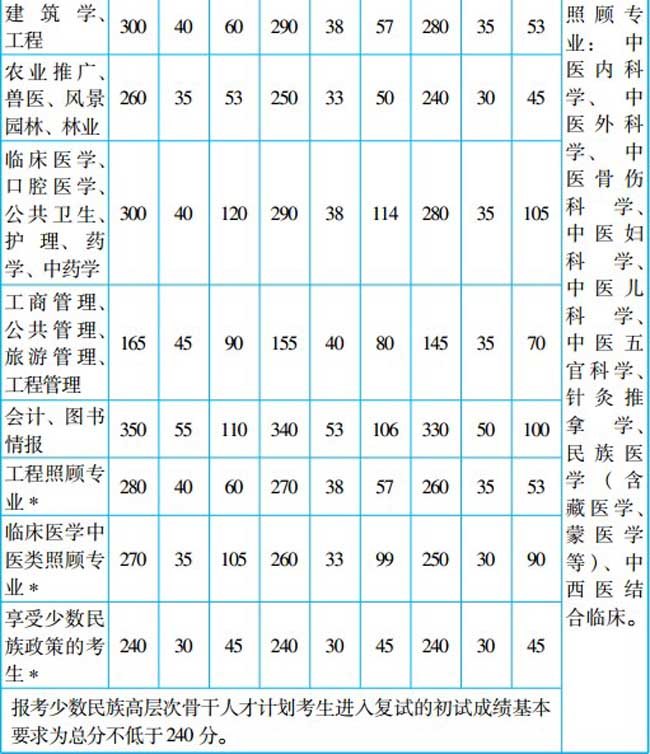 建筑学、
工程 300 40 60 290 38 57 280 35 53
农业推广、
兽医、风景
园林、林业 260 35 53 250 33 50 240 30 45
临床医学、
口腔医学、
公共卫生、
护理、药
学、中药学 300 40 120 290 38 114 280 35 105
工商管理、
公共管理、
旅游管理、
工程管理 165 45 90 155 40 80 145 35 70
会计、图书
情报 350 55 110 340 53 106 330 50 100
工程照顾专
业* 280 40 60 270 38 57 260 35 53
临床医学中
医类照顾专
业* 270 35 105 260 33 99 250 30 90
享受少数民
族政策的考
生* 240 30 45 240 30 45 240 30 45
报考少数民族高层次骨干人才计划考生进入复试的初试成绩基本
要求为总分不低于240分。
照顾专
业：中
医内科
学、中
医外科
学、中
医骨伤
科学、
中医妇
科学、
中医儿
科学、
中医五
官科学、
针灸推
拿学、
民族医
学（含
藏医学、
蒙医学
等）、中
西医结
合临床。